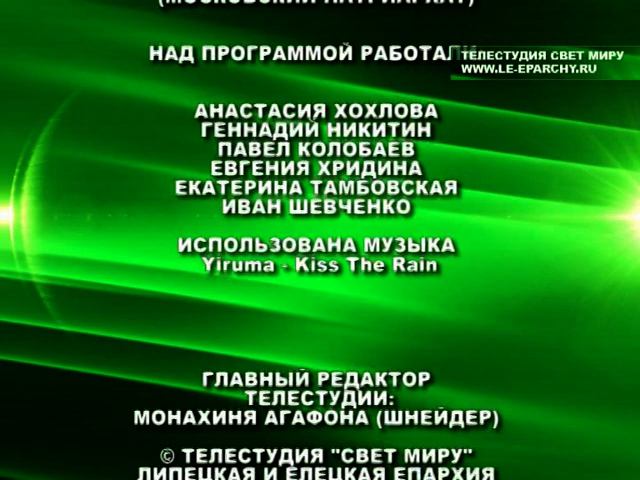 (МОСКОВСКИЙ ПАТРИАРХАТ)
НАД ПРОГРАММОЙ РАБОТАЛИ
ТЕЛЕСТУДИЯ СВЕТ МИРУ
WWW.LE-EPARCHY.RU
АНАСТАСИЯ ХОХЛОВА
ГЕННАДИЙ НИКИТИН
ПАВЕЛ КОЛОБАЕВ
ЕВГЕНИЯ ХРИДИНА
ЕКАТЕРИНА ТАМБОВСКАЯ
ИВАН ШЕВЧЕНКО
ИСПОЛЬЗОВАНА МУЗЫКА
Yiruma - Kiss The Rain
ГЛАВНЫЙ РЕДАКТОР
ТЕЛЕСТУДИИ:
МОНАХИНЯ АГАФОНА (ШНЕЙДЕР)
© ТЕЛЕСТУДИЯ "СВЕТ МИРУ"
ЛИПЕЦКАЯ И ЕЛЕЦКАЯ ЕПАРХИЯ